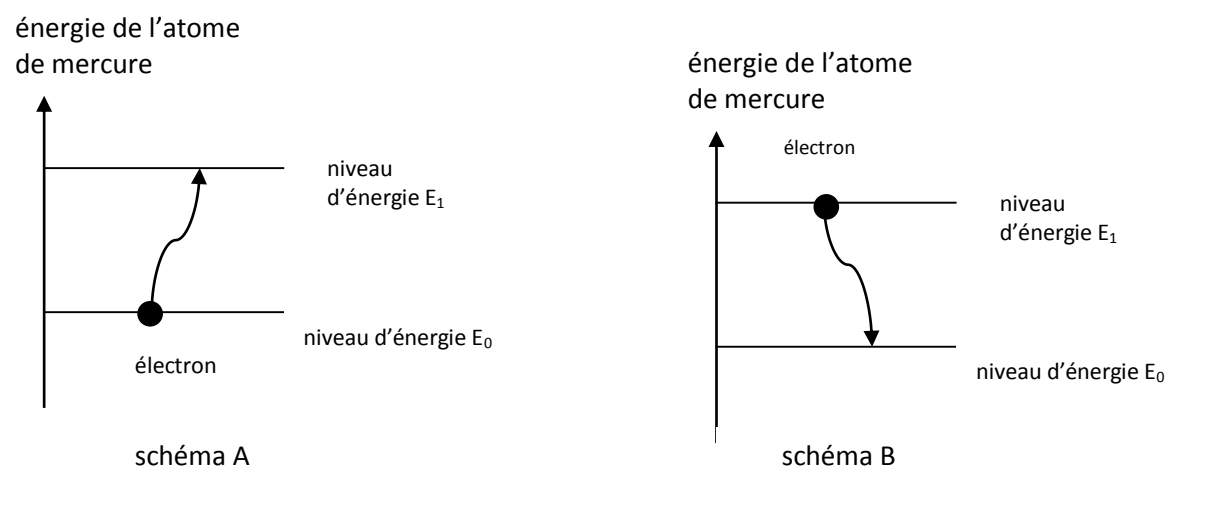 énergie de l’atome
de mercure
niveau
d’énergie E₁
niveau d’énergie E₀
électron
schéma A
énergie de l’atome
de mercure
électron
niveau
d’énergie E₁
niveau d’énergie E₀
schéma B